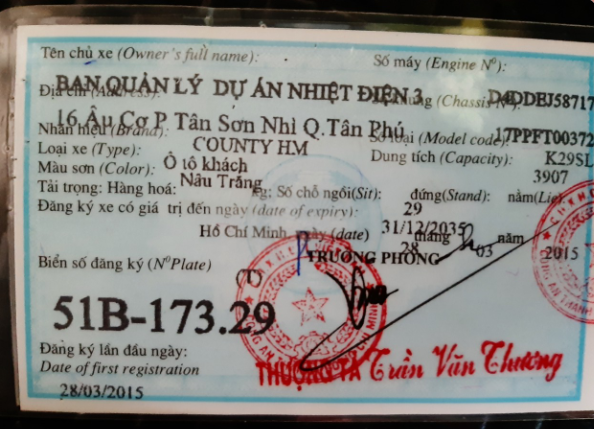 Tên chủ xe (Owner's full name):
Số máy (Engine Nº):
BAN QUẢN LÝ DỰ ÁN NHIỆT ĐIỆN 3
D4DDEJ58717
Địa chỉ (Address):
khung (Chassis Nº):
16 Âu Cơ P Tân Sơn Nhì Q.Tân Phú
17PPFT00372
Nhãn hiệu (Brand):
Số loại (Model code):
COUNTY HM
K29SL
Loại xe (Type):
Dung tích (Capacity):
Ô tô khách
3907
Màu sơn (Color):
Nâu Trắng
Tải trọng: Hàng hoá: kg; Số chỗ ngồi(Sit): đứng(Stand): nằm(Lie)
29
Đăng ký xe có giá trị đến ngày (date of expiry):
31/12/2035
Hồ Chí Minh ngày (date) 28 tháng 03 năm 2015
TRƯỞNG PHÒNG
Biển số đăng ký (NºPlate)
(T)
51B-173.29
Đăng ký lần đầu ngày:
Date of first registration
28/03/2015
THƯỢNG TÁ Trần Văn Thương